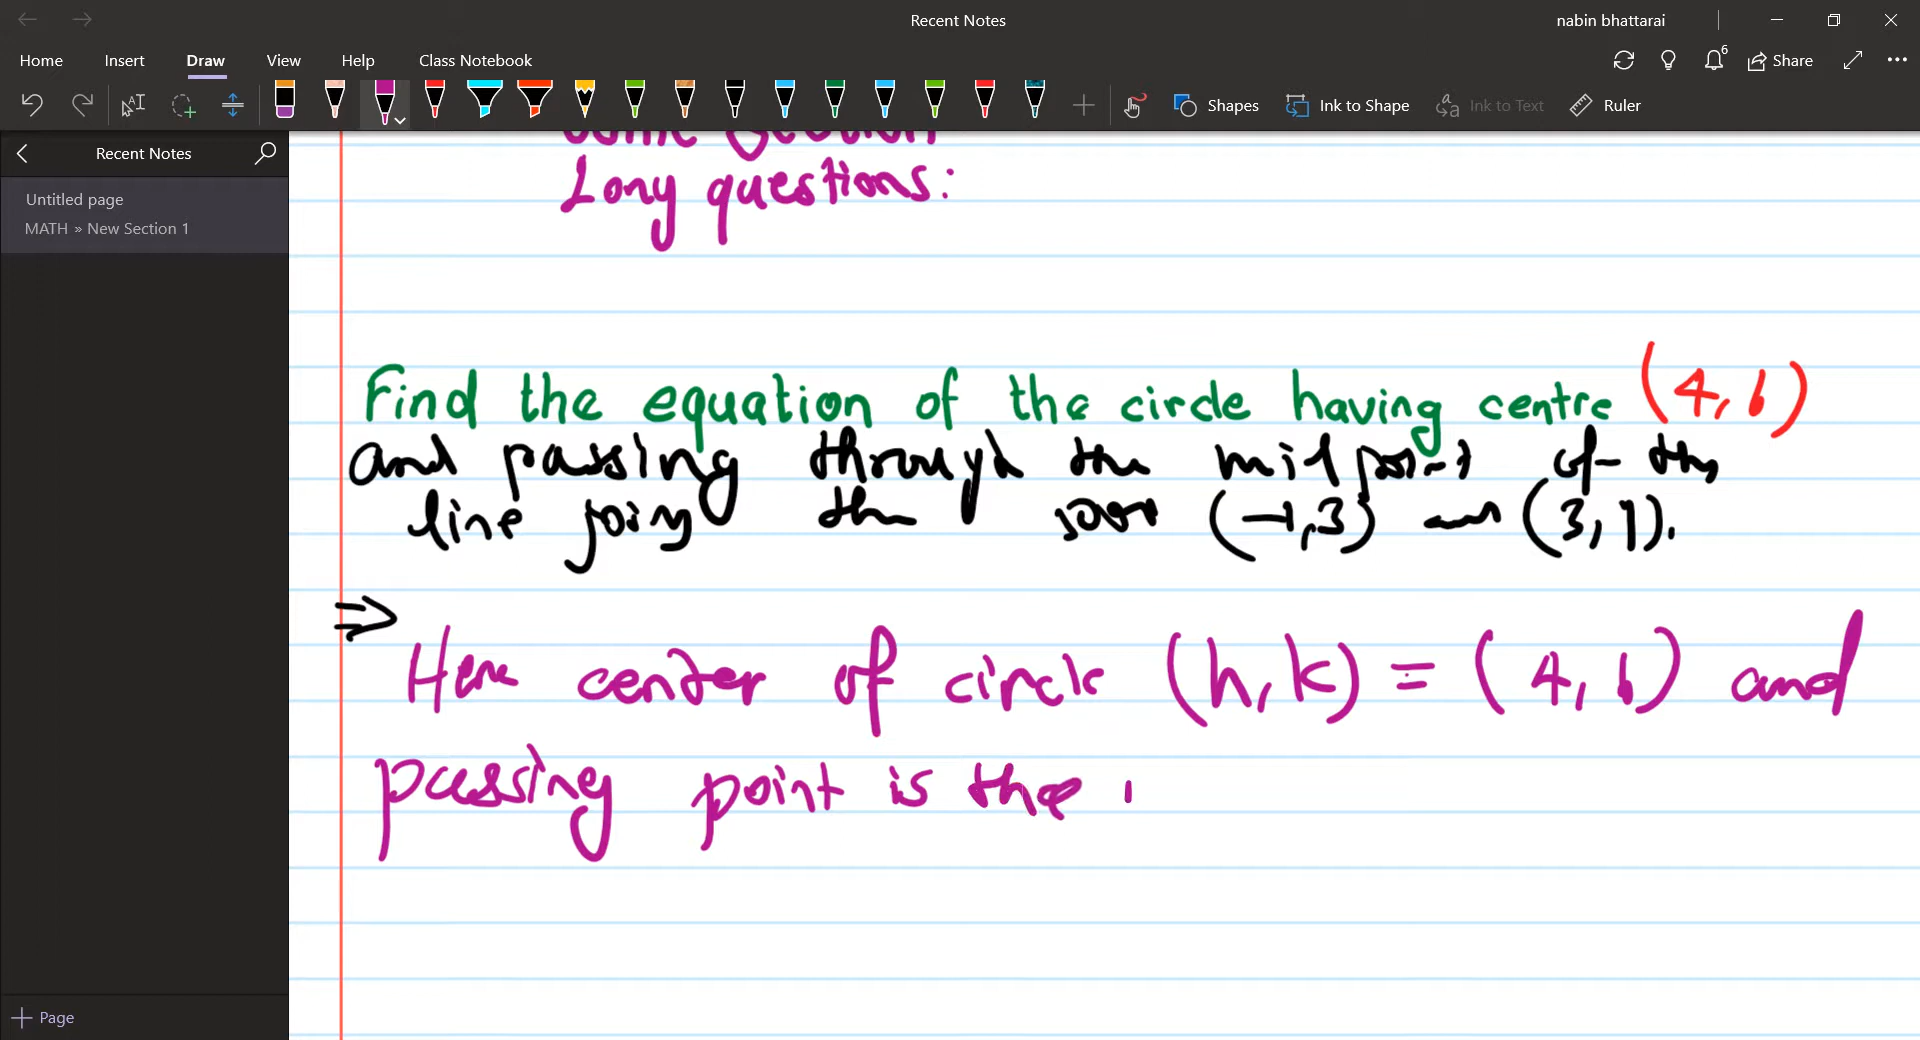 Recent Notes
nabin bhattarai
Home Insert Draw View Help Class Notebook
6
Share
Shapes Ink to Shape Ink to Text Ruler
Recent Notes
Untitled page
MATH » New Section 1
Page
Long questions:
Find the equation of the circle having centre (4, 6)
and passing through the mid point of the
line joing the (-1,3) and (3, 1).
⇒
Here center of circle (h, k) = (4, 6) and
passing point is the